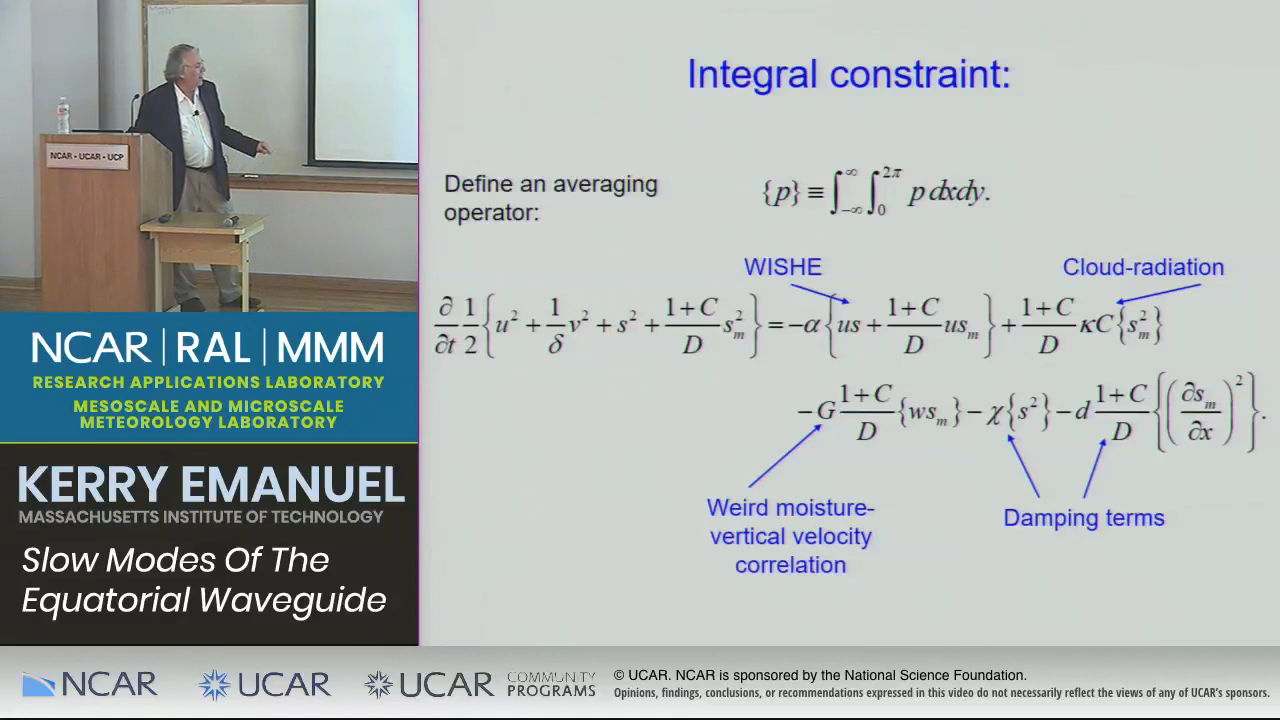 Integral constraint:
Define an averaging
operator:
{p} ≡ ∫_{-∞}^{∞} ∫_{0}^{2π} p dxdy.
WISHE
Cloud-radiation
∂/∂t 1/2 {u² + 1/δ v² + s² + (1+C)/D s_m²} = -α {us + (1+C)/D us_m} + (1+C)/D κC {s_m²}
-G (1+C)/D {ws_m} - χ{s²} - d (1+C)/D {(∂s_m/∂x)²}.
Weird moisture-
vertical velocity
correlation
Damping terms
NCAR • UCAR • UCP
NCAR | RAL | MMM
RESEARCH APPLICATIONS LABORATORY
MESOSCALE AND MICROSCALE
METEOROLOGY LABORATORY
KERRY EMANUEL
MASSACHUSETTS INSTITUTE OF TECHNOLOGY
Slow Modes Of The
Equatorial Waveguide
NCAR
UCAR
UCAR COMMUNITY
PROGRAMS
© UCAR. NCAR is sponsored by the National Science Foundation.
Opinions, findings, conclusions, or recommendations expressed in this video do not necessarily reflect the views of any of UCAR's sponsors.